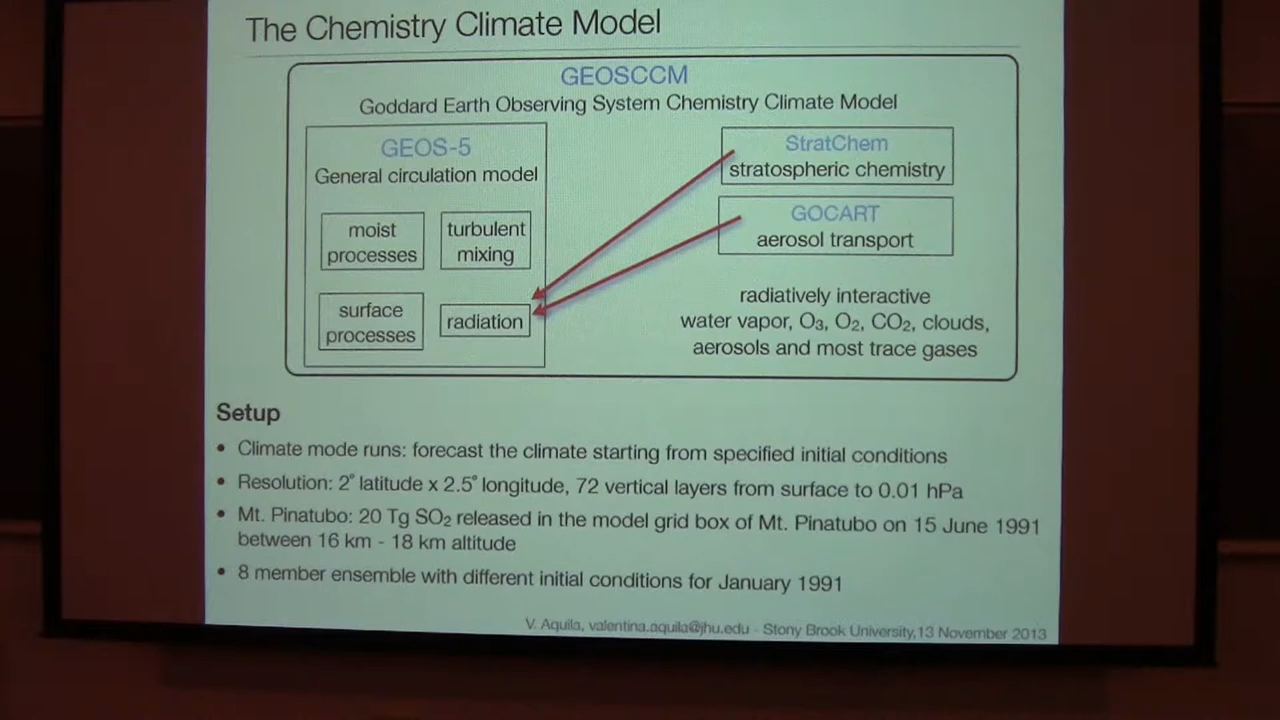 The Chemistry Climate Model
GEOSCCM
Goddard Earth Observing System Chemistry Climate Model
GEOS-5
General circulation model
moist
processes
turbulent
mixing
surface
processes
radiation
StratChem
stratospheric chemistry
GOCART
aerosol transport
radiatively interactive
water vapor, O₃, O₂, CO₂, clouds,
aerosols and most trace gases
Setup
• Climate mode runs: forecast the climate starting from specified initial conditions
• Resolution: 2° latitude x 2.5° longitude, 72 vertical layers from surface to 0.01 hPa
• Mt. Pinatubo: 20 Tg SO₂ released in the model grid box of Mt. Pinatubo on 15 June 1991
between 16 km - 18 km altitude
• 8 member ensemble with different initial conditions for January 1991
V. Aquila, valentina.aquila@jhu.edu - Stony Brook University,13 November 2013